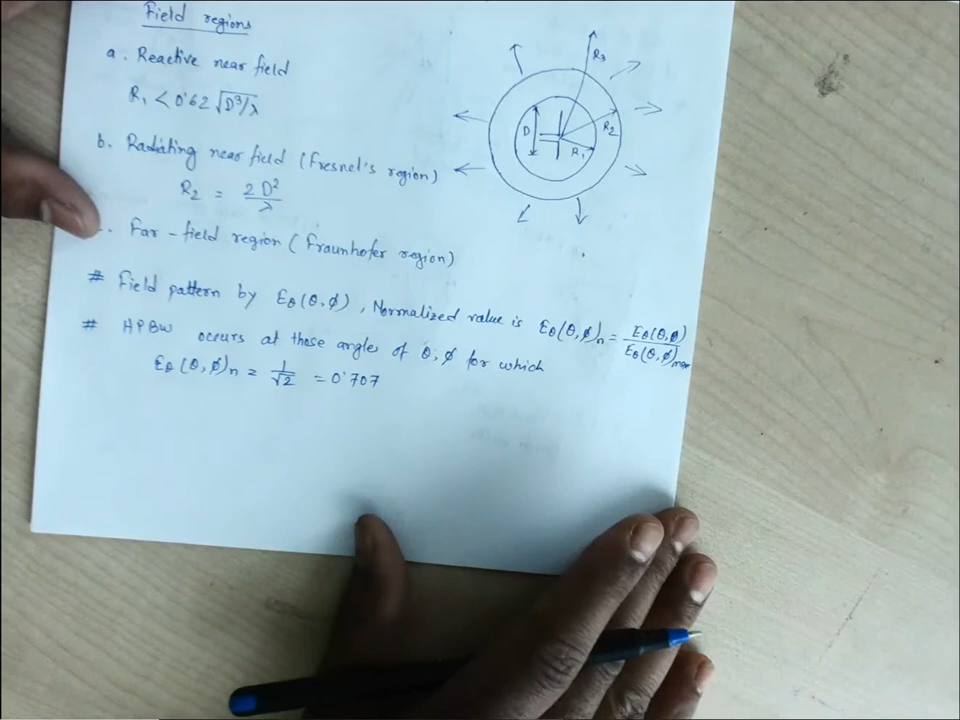 Field regions
a. Reactive near field
R₁ < 0.62 √D³/λ
b. Radiating near field (Fresnel's region)
R₂ = 2D²/λ
. Far-field region (Fraunhofer region)
# Field pattern by Eθ(θ,ϕ), Normalized value is Eθ(θ,ϕ)n = Eθ(θ,ϕ)/Eθ(θ,ϕ)max
# HPBW occurs at those angles of θ, ϕ for which
Eθ(θ,ϕ)n = 1/√2 = 0.707
R₃
R₂
D
R₁